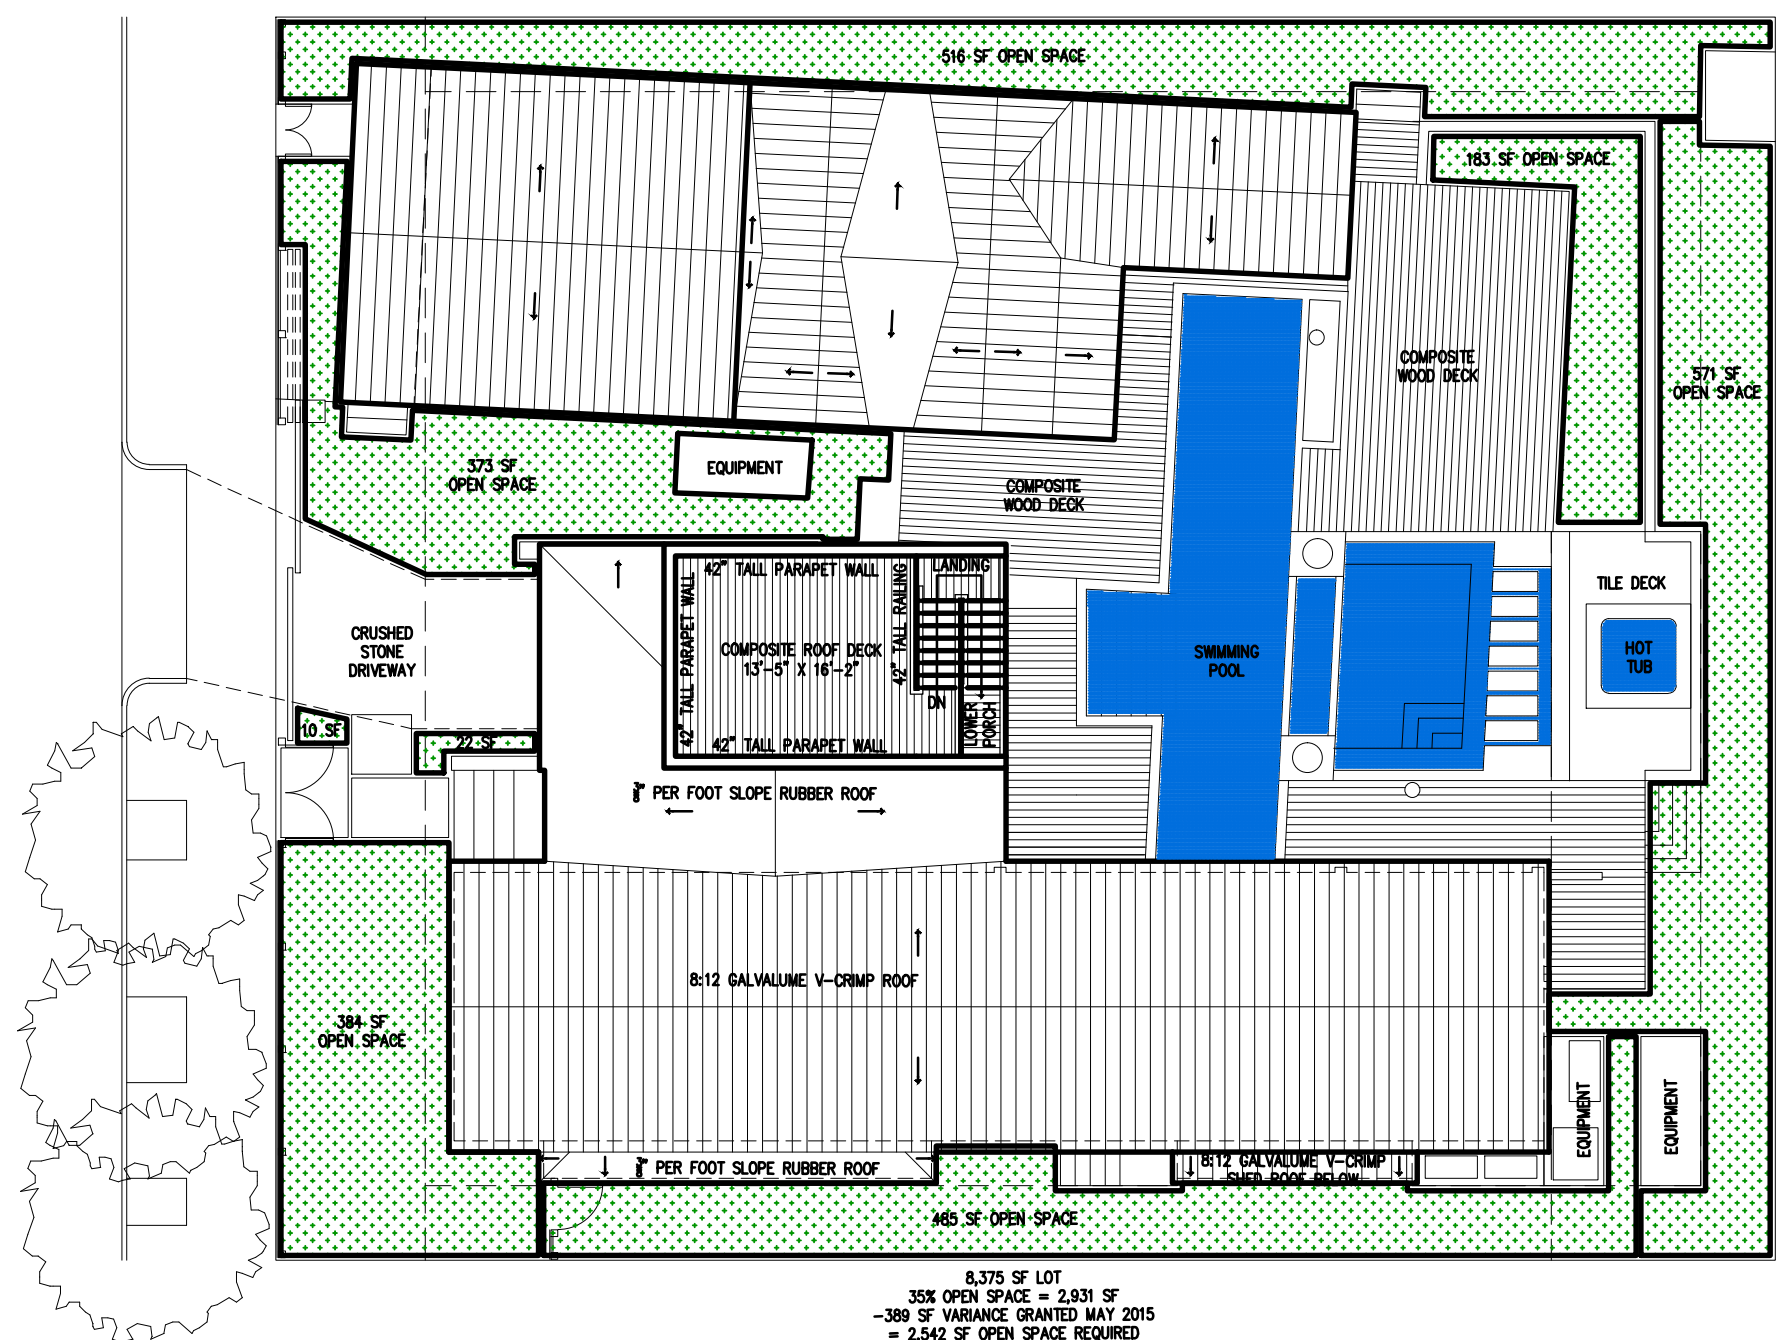 516 SF OPEN SPACE
183 SF OPEN SPACE
COMPOSITE
WOOD DECK
571 SF
OPEN SPACE
373 SF
OPEN SPACE
EQUIPMENT
COMPOSITE
WOOD DECK
42" TALL PARAPET WALL
LANDING
42" TALL PARAPET WALL
42" TALL RAILING
COMPOSITE ROOF DECK
13'-5" X 16'-2"
DN
LOWER
PORCH
42" TALL PARAPET WALL
CRUSHED
STONE
DRIVEWAY
SWIMMING
POOL
TILE DECK
HOT
TUB
10 SF
22 SF
PER FOOT SLOPE RUBBER ROOF
8:12 GALVALUME V-CRIMP ROOF
384 SF
OPEN SPACE
EQUIPMENT
EQUIPMENT
PER FOOT SLOPE RUBBER ROOF
8:12 GALVALUME V-CRIMP
SHED ROOF BELOW
485 SF OPEN SPACE
8,375 SF LOT
35% OPEN SPACE = 2,931 SF
-389 SF VARIANCE GRANTED MAY 2015
= 2,542 SF OPEN SPACE REQUIRED